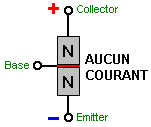 + Collector
N
Base
AUCUN
COURANT
N
− Emitter